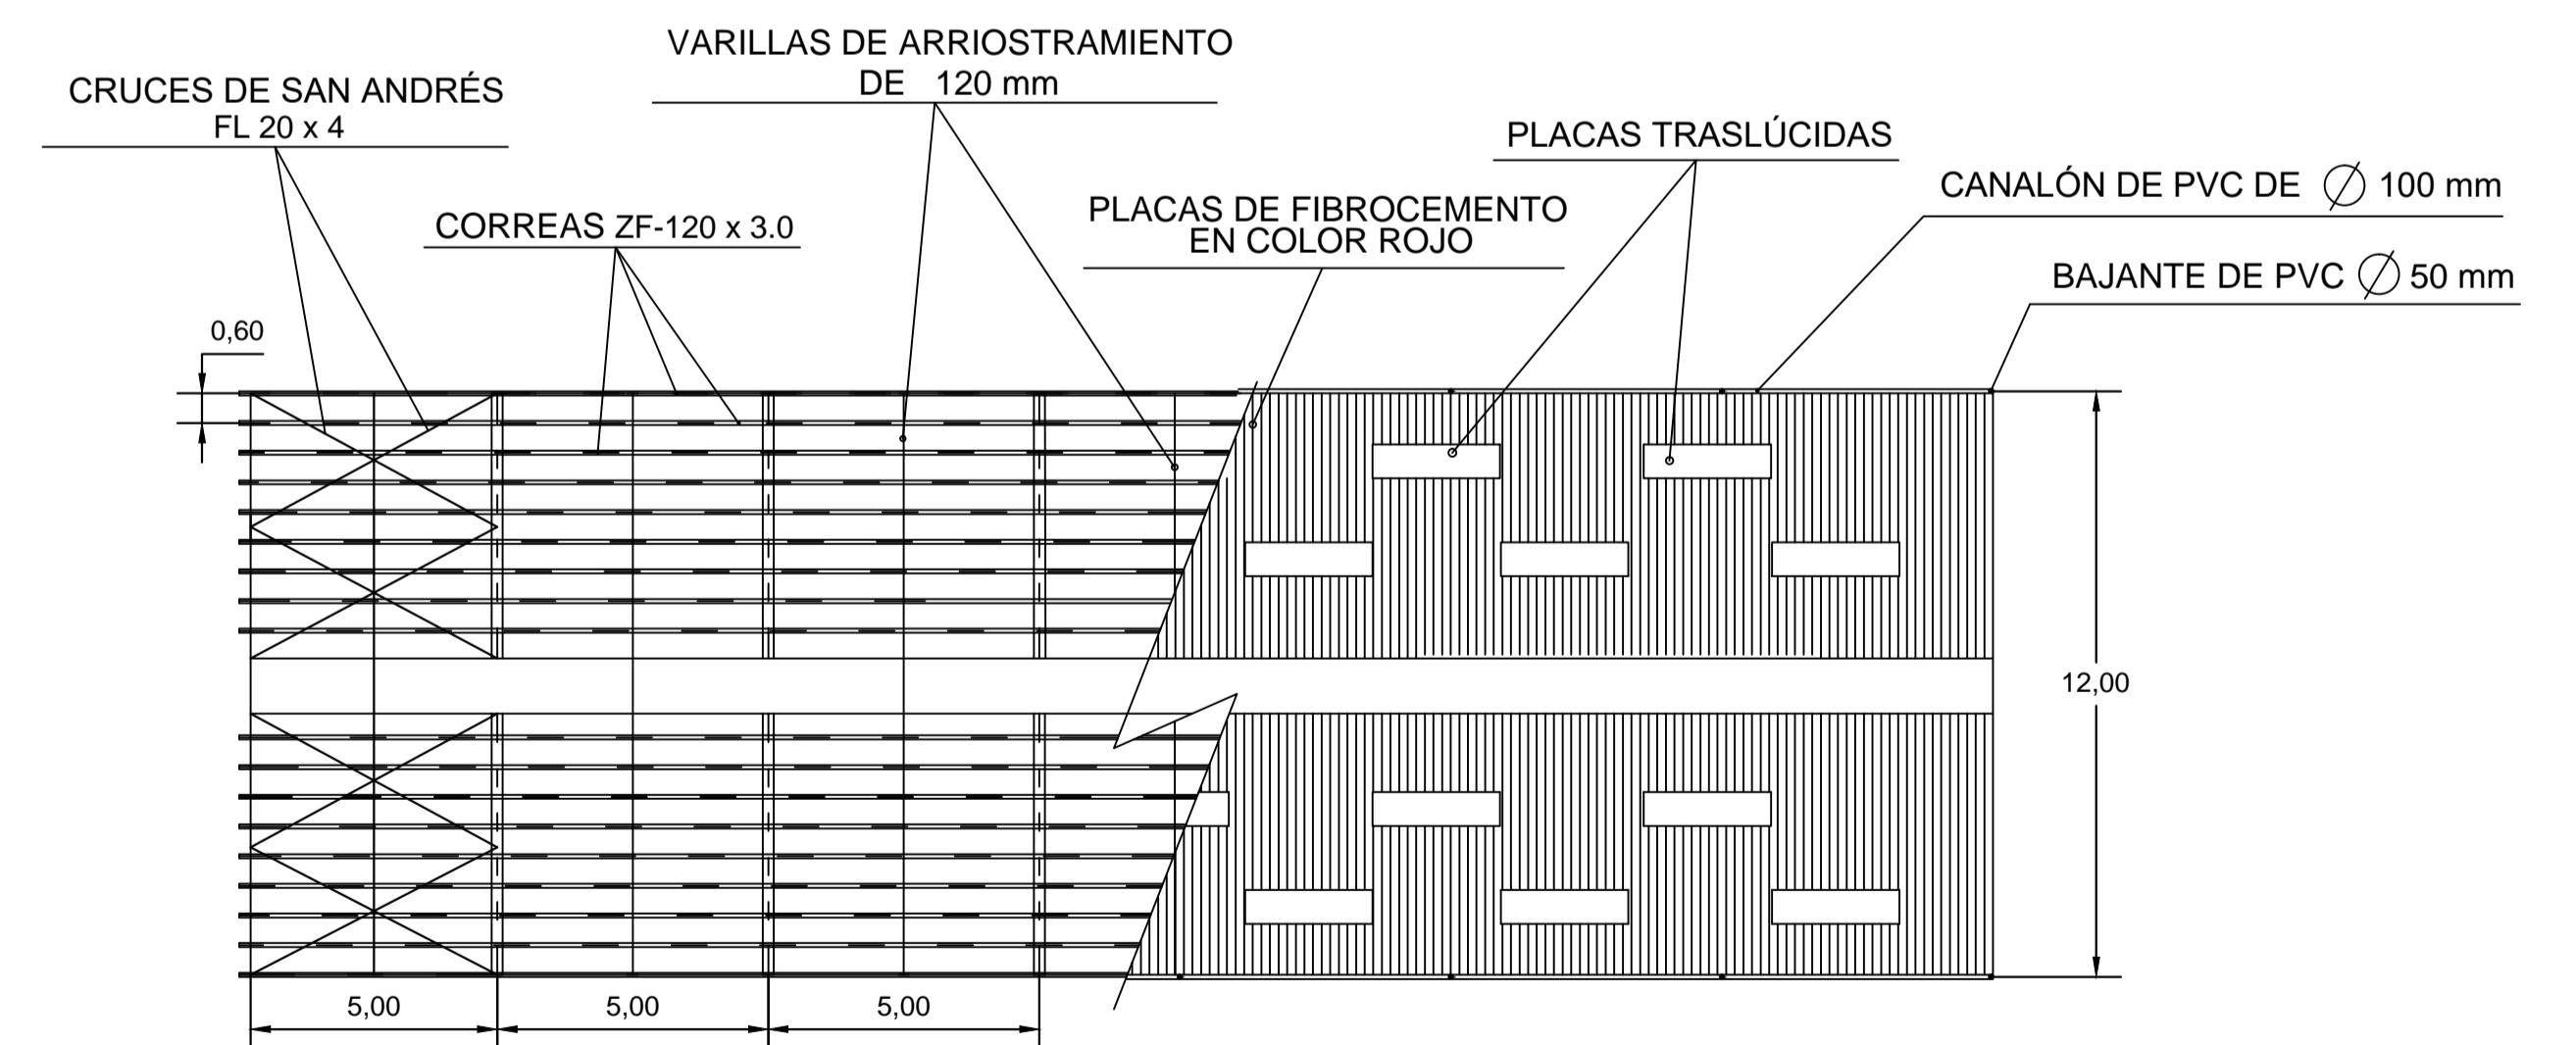 VARILLAS DE ARRIOSTRAMIENTO
DE 120 mm
CRUCES DE SAN ANDRÉS
FL 20 x 4
PLACAS TRASLÚCIDAS
CANALÓN DE PVC DE ∅ 100 mm
PLACAS DE FIBROCEMENTO
EN COLOR ROJO
CORREAS ZF-120 x 3.0
BAJANTE DE PVC ∅ 50 mm
0,60
12,00
5,00
5,00
5,00